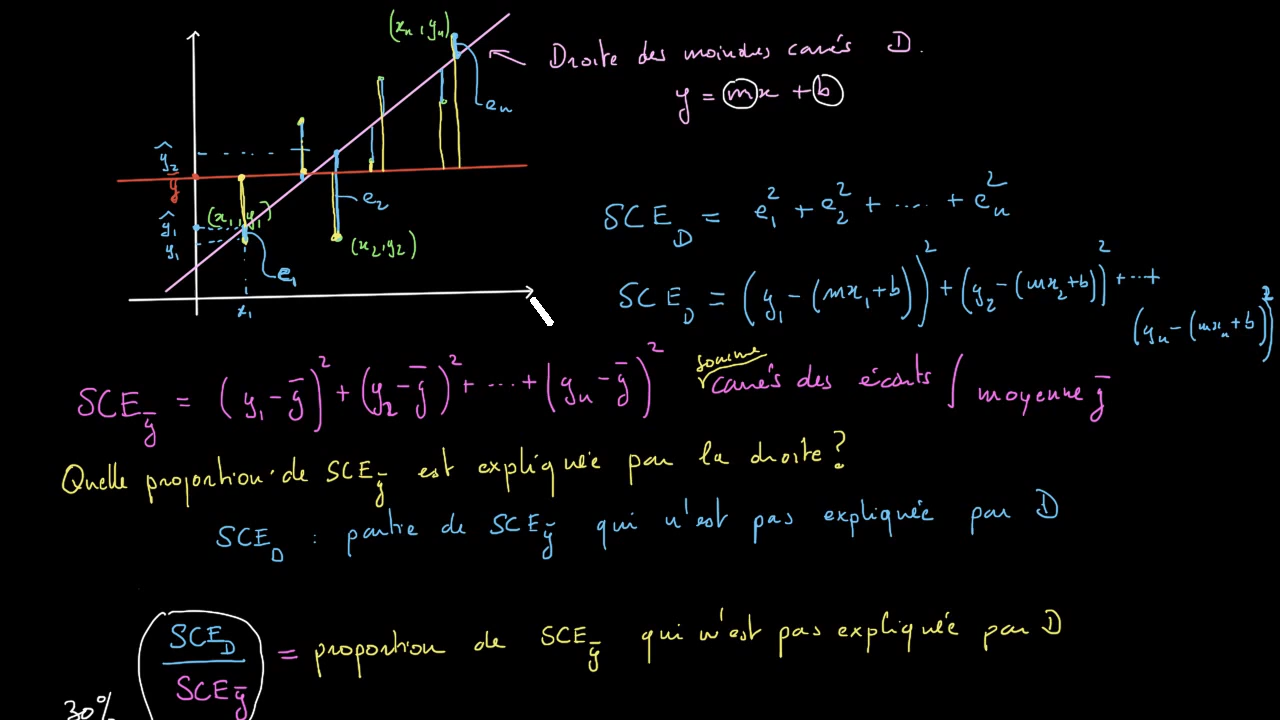 (xₙ, yₙ)
Droite des moindres carrés D.
y = mx + b
eₙ
ŷ₂
ȳ
e₂
(x₁, y₁)
ŷ₁
y₁
(x₂, y₂)
e₁
x₁
SCE_D = e₁² + e₂² + .... + eₙ²
SCE_D = (y₁ - (mx₁ + b))² + (y₂ - (mx₂ + b))² + ... +
(yₙ - (mxₙ + b))²
somme
SCE_ȳ = (y₁ - ȳ)² + (y₂ - ȳ)² + ... + (yₙ - ȳ)² carrés des écarts / moyenne ȳ
Quelle proportion de SCE_ȳ est expliquée par la droite ?
SCE_D : partie de SCE_ȳ qui n'est pas expliquée par D
SCE_D / SCE_ȳ = proportion de SCE_ȳ qui n'est pas expliquée par D
30%